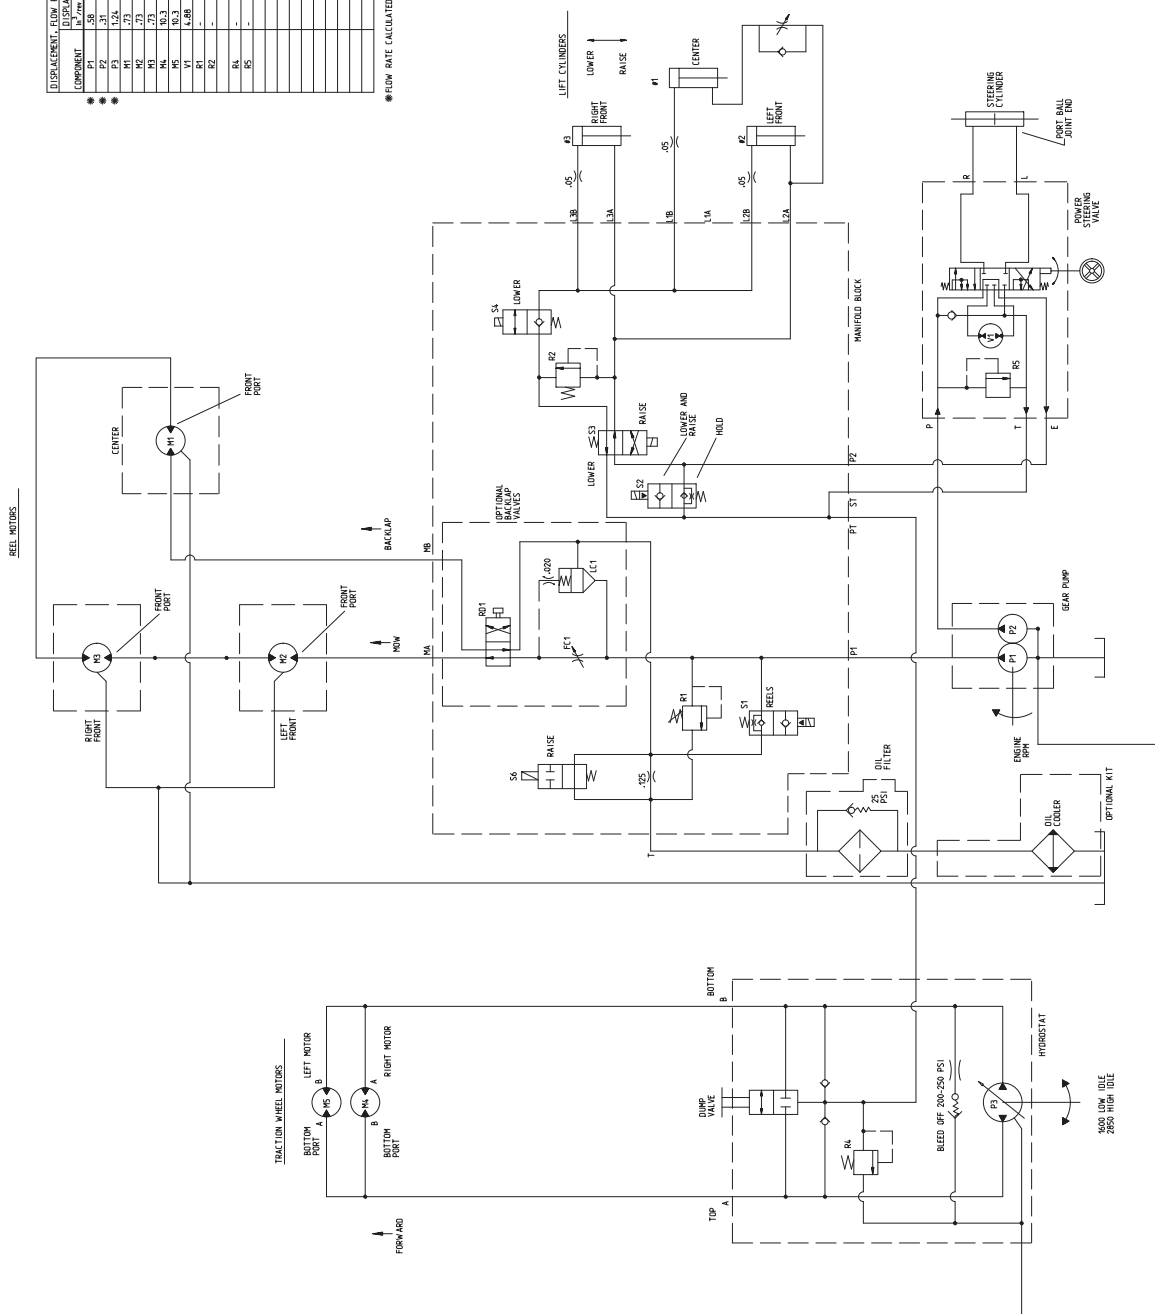 DISPLACEMENT, FLOW
DISPLA
COMPONENT in³/rev
P1 .58
P2 .31
P3 1.24
M1 .73
M2 .73
M3 .73
M4 10.3
M5 10.3
V1 4.88
R1 -
R2 -
R4 -
R5 -
FLOW RATE CALCULATED
LIFT CYLINDERS
LOWER
RAISE
#1
CENTER
#3
RIGHT
FRONT
#2
LEFT
FRONT
.05
.05
.05
L3B
L3A
L1B
L1A
L2B
L2A
STEERING
CYLINDER
PORT BALL
JOINT END
R
L
POWER
STEERING
VALVE
V1
R5
P
T
E
MANIFOLD BLOCK
S4
LOWER
R2
S3
RAISE
LOWER
S2
LOWER AND
RAISE
HOLD
P2
ST
PT
OPTIONAL
BACKLAP
VALVES
RD1
.020
LC1
FC1
MB
BACKLAP
MA
MOW
P1
REEL MOTORS
CENTER
M1
FRONT
PORT
M3
FRONT
PORT
RIGHT
FRONT
M2
FRONT
PORT
LEFT
FRONT
S6
RAISE
.125
R1
S1
REELS
T
GEAR PUMP
P2
P1
ENGINE
RPM
OIL
FILTER
25
PSI
OIL
COOLER
OPTIONAL KIT
TRACTION WHEEL MOTORS
LEFT MOTOR
B
M5
A
BOTTOM
PORT
RIGHT MOTOR
A
M4
B
BOTTOM
PORT
FORWARD
BOTTOM
B
TOP
A
DUMP
VALVE
R4
BLEED OFF 200-250 PSI
P3
HYDROSTAT
1600 LOW IDLE
2850 HIGH IDLE